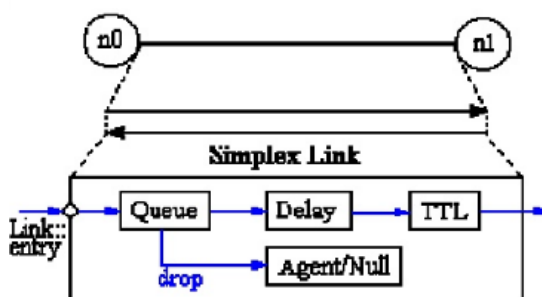 n0 n1
Simplex Link
Queue Delay TTL
Link::
entry
drop Agent/Null